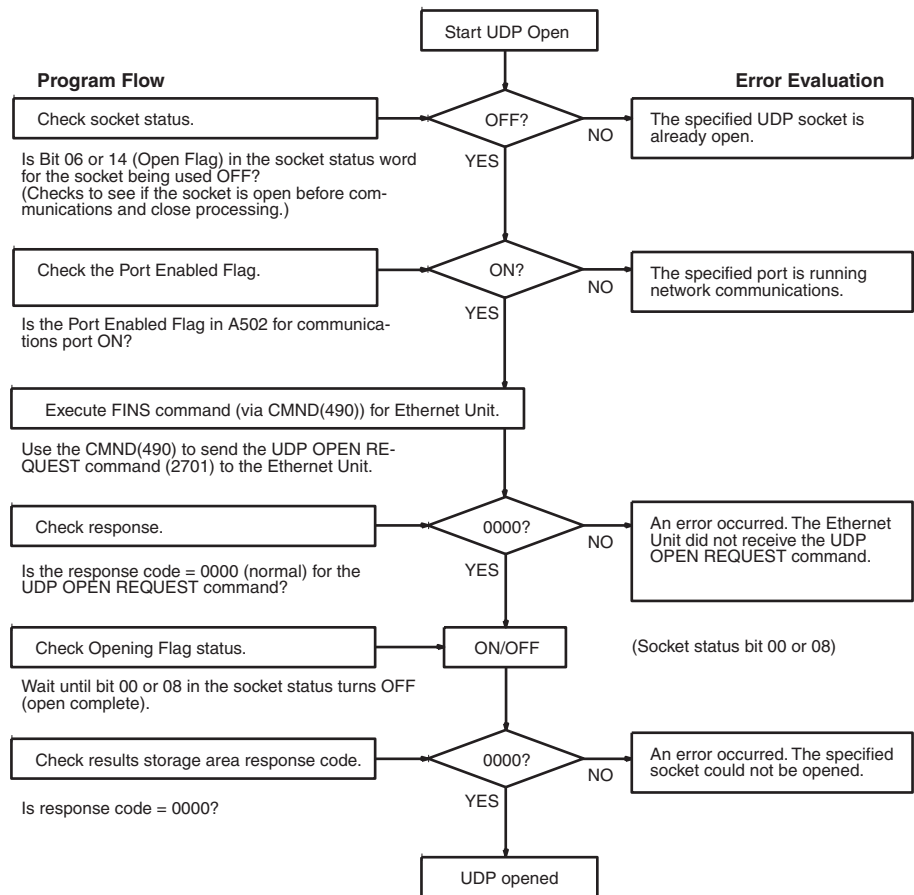 Start UDP Open
Program Flow
Error Evaluation
Check socket status.
OFF?
NO
The specified UDP socket is
already open.
YES
Is Bit 06 or 14 (Open Flag) in the socket status word
for the socket being used OFF?
(Checks to see if the socket is open before com-
munications and close processing.)
Check the Port Enabled Flag.
ON?
NO
The specified port is running
network communications.
YES
Is the Port Enabled Flag in A502 for communica-
tions port ON?
Execute FINS command (via CMND(490)) for Ethernet Unit.
Use the CMND(490) to send the UDP OPEN RE-
QUEST command (2701) to the Ethernet Unit.
Check response.
0000?
NO
An error occurred. The Ethernet
Unit did not receive the UDP
OPEN REQUEST command.
YES
Is the response code = 0000 (normal) for the
UDP OPEN REQUEST command?
Check Opening Flag status.
ON/OFF
(Socket status bit 00 or 08)
Wait until bit 00 or 08 in the socket status turns OFF
(open complete).
Check results storage area response code.
0000?
NO
An error occurred. The specified
socket could not be opened.
YES
Is response code = 0000?
UDP opened